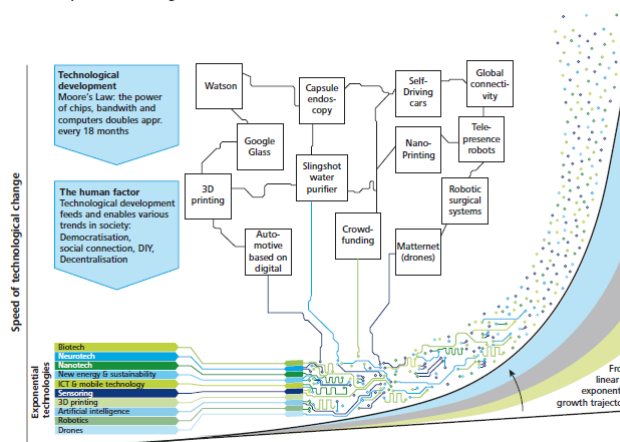 Technological
development
Moore's Law: the power
of chips, bandwith and
computers doubles appr.
every 18 months
The human factor
Technological development
feeds and enables various
trends in society:
Democratisation,
social connection, DIY,
Decentralisation
Watson
Capsule
endos-
copy
Self-
Driving
cars
Global
connecti-
vity
Google
Glass
Nano-
Printing
Tele-
presence
robots
Slingshot
water
purifier
3D
printing
Robotic
surgical
systems
Auto-
motive
based on
digital
Crowd-
funding
Matternet
(drones)
Speed of technological change
Exponential
technologies
Biotech
Neurotech
Nanotech
New energy & sustainability
ICT & mobile technology
Sensoring
3D printing
Artificial intelligence
Robotics
Drones
linear
exponent
growth traject